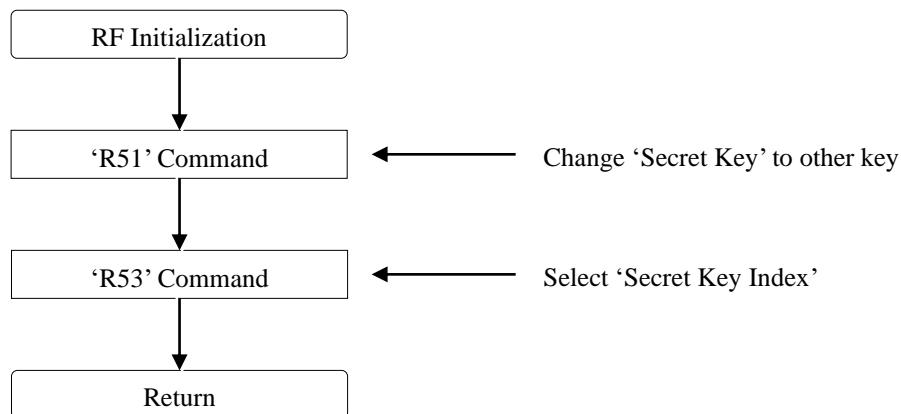 RF Initialization
‘R51’ Command
Change ‘Secret Key’ to other key
‘R53’ Command
Select ‘Secret Key Index’
Return